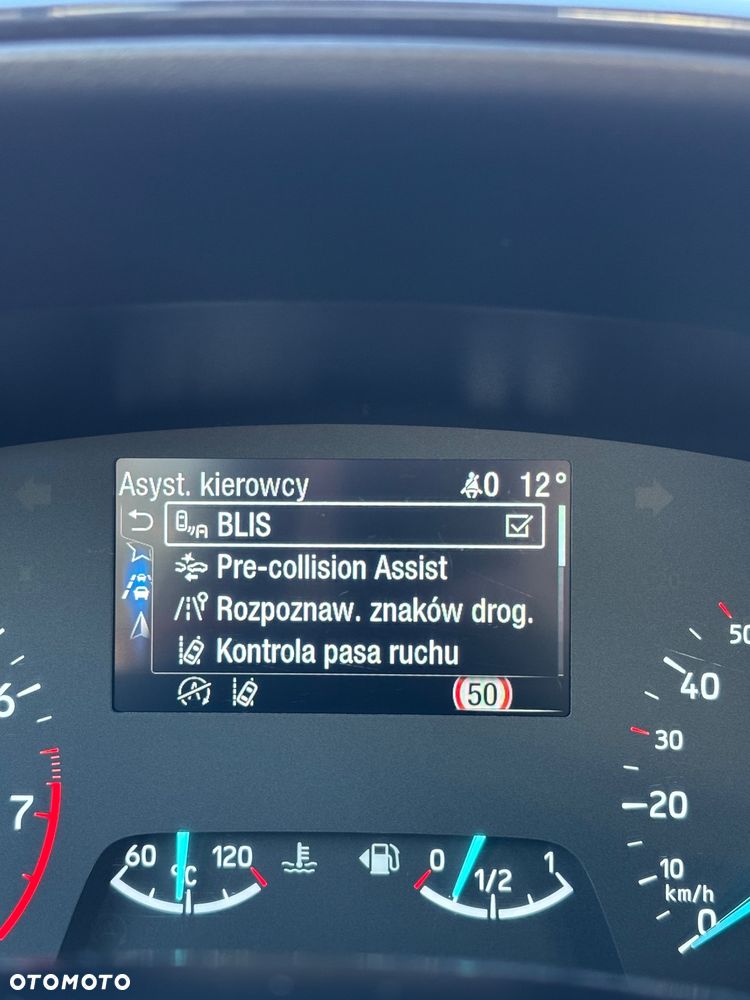 Asyst. kierowcy 0 12°
BLIS
Pre-collision Assist
Rozpoznaw. znaków drog.
Kontrola pasa ruchu
A 50
6
7
60 °C 120
0 1/2 1
50
40
30
20
10
km/h
0
OTOMOTO